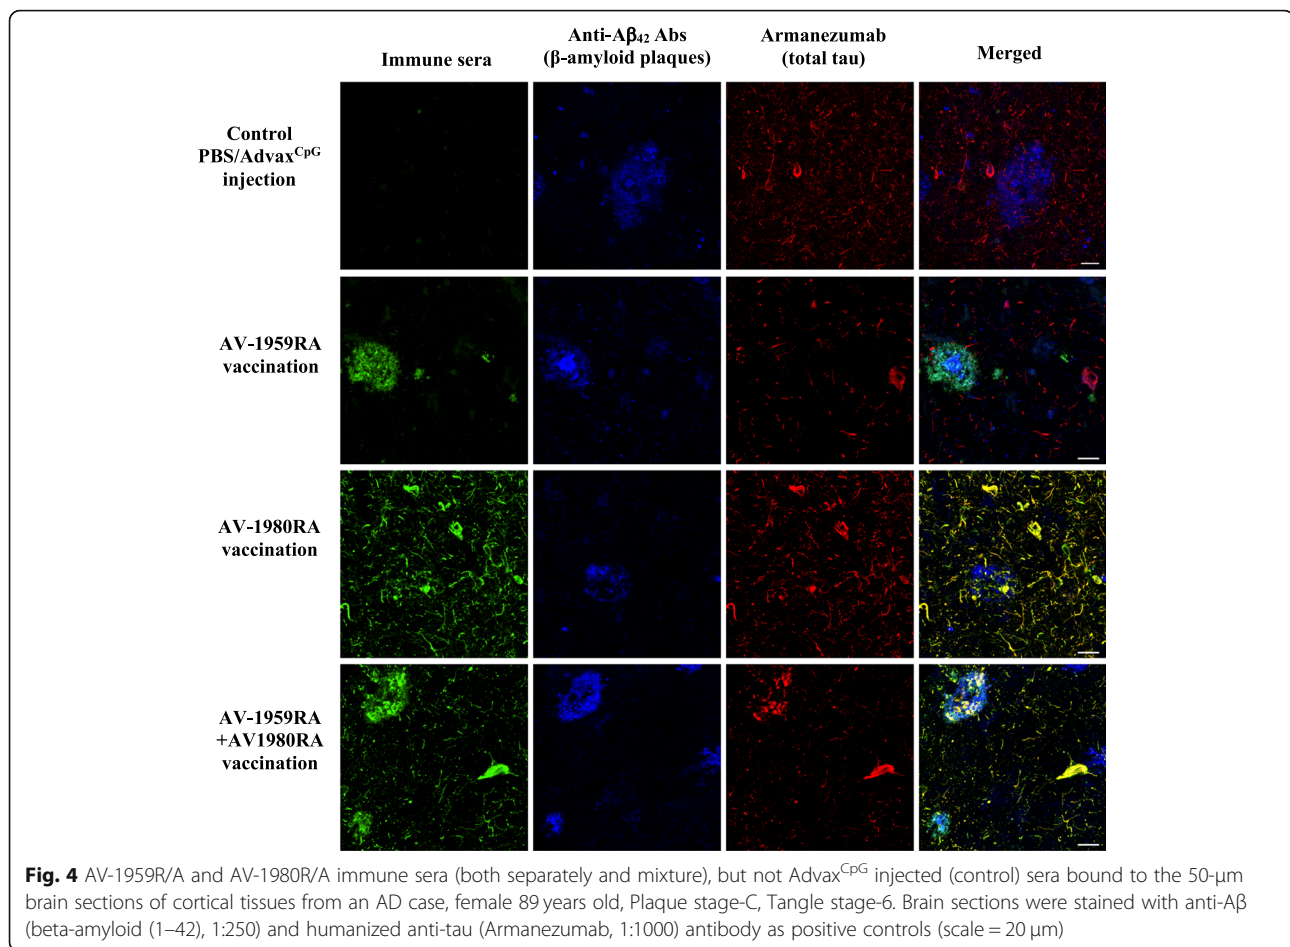 Immune sera
Anti-Aβ₄₂ Abs
(β-amyloid plaques)
Armanezumab
(total tau)
Merged
Control
PBS/Advax^CpG
injection
AV-1959RA
vaccination
AV-1980RA
vaccination
AV-1959RA
+AV1980RA
vaccination
Fig. 4 AV-1959R/A and AV-1980R/A immune sera (both separately and mixture), but not Advax^CpG injected (control) sera bound to the 50-μm
brain sections of cortical tissues from an AD case, female 89 years old, Plaque stage-C, Tangle stage-6. Brain sections were stained with anti-Aβ
(beta-amyloid (1–42), 1:250) and humanized anti-tau (Armanezumab, 1:1000) antibody as positive controls (scale = 20 μm)